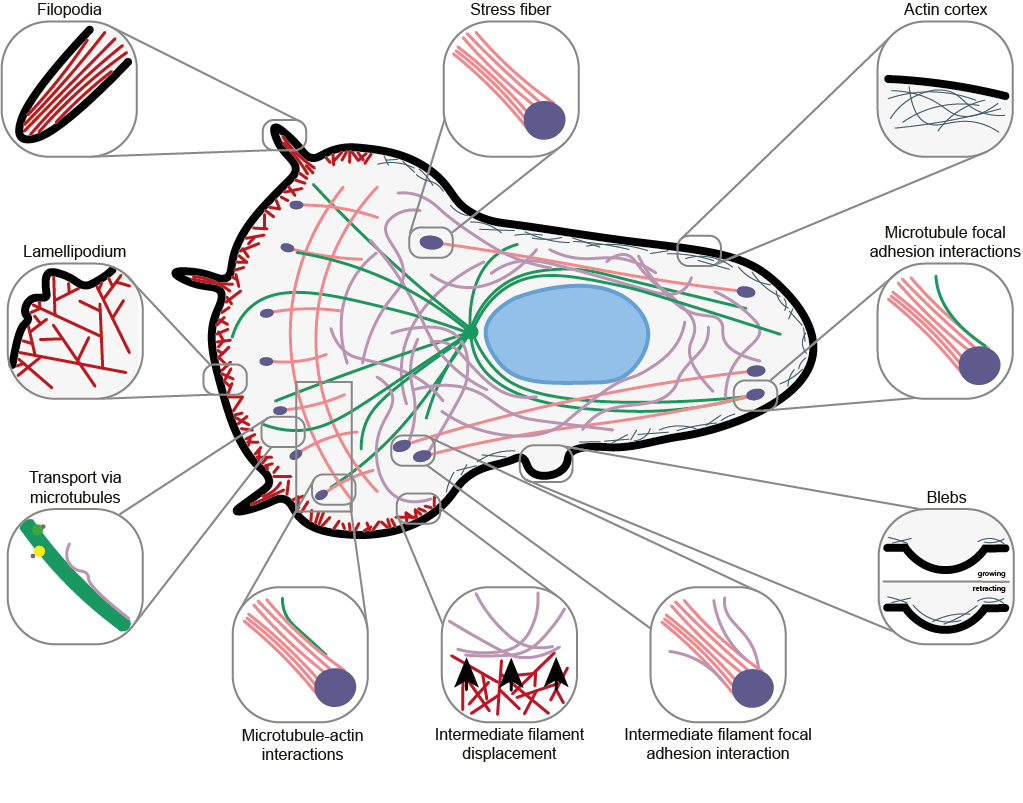 Filopodia
Stress fiber
Actin cortex
Lamellipodium
Microtubule focal
adhesion interactions
Transport via
microtubules
Blebs
growing
retracting
Microtubule-actin
interactions
Intermediate filament
displacement
Intermediate filament focal
adhesion interaction